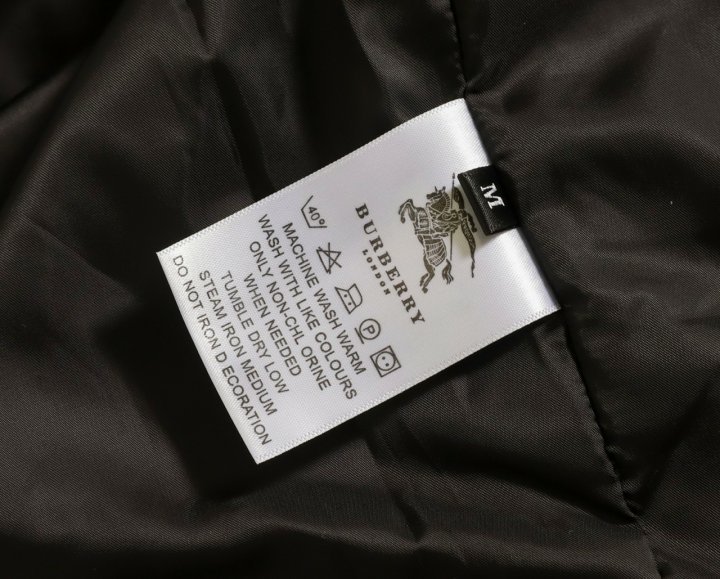 M
BURBERRY
LONDON
40°
P
MACHINE WASH WARM
WASH WITH LIKE COLOURS
ONLY NON-CHL ORINE
WHEN NEEDED
TUMBLE DRY LOW
STEAM IRON MEDIUM
DO NOT IRON D ECORATION